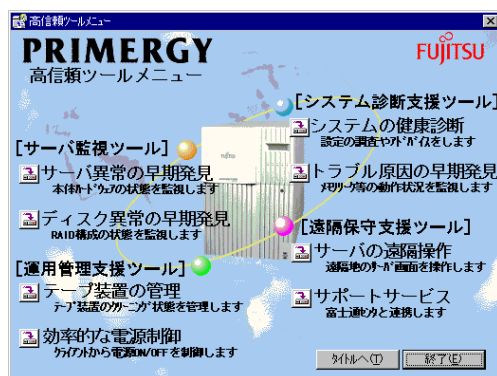 高信頼ツールメニュー
PRIMERGY
FUJITSU
高信頼ツールメニュー
[システム診断支援ツール]
システムの健康診断
設定の調査やアドバイスをします
トラブル原因の早期発見
メモリリーク等の動作状況を監視します
[サーバ監視ツール]
サーバ異常の早期発見
本体ハードウェアの状態を監視します
ディスク異常の早期発見
RAID構成の状態を監視します
[遠隔保守支援ツール]
サーバの遠隔操作
遠隔地のサーバ画面を操作します
サポートサービス
富士通センタと連携します
[運用管理支援ツール]
テープ装置の管理
テープ装置のクリーニング状態を管理します
効率的な電源制御
クライアントから電源ON/OFFを制御します
タイトルへ(T)
終了(E)